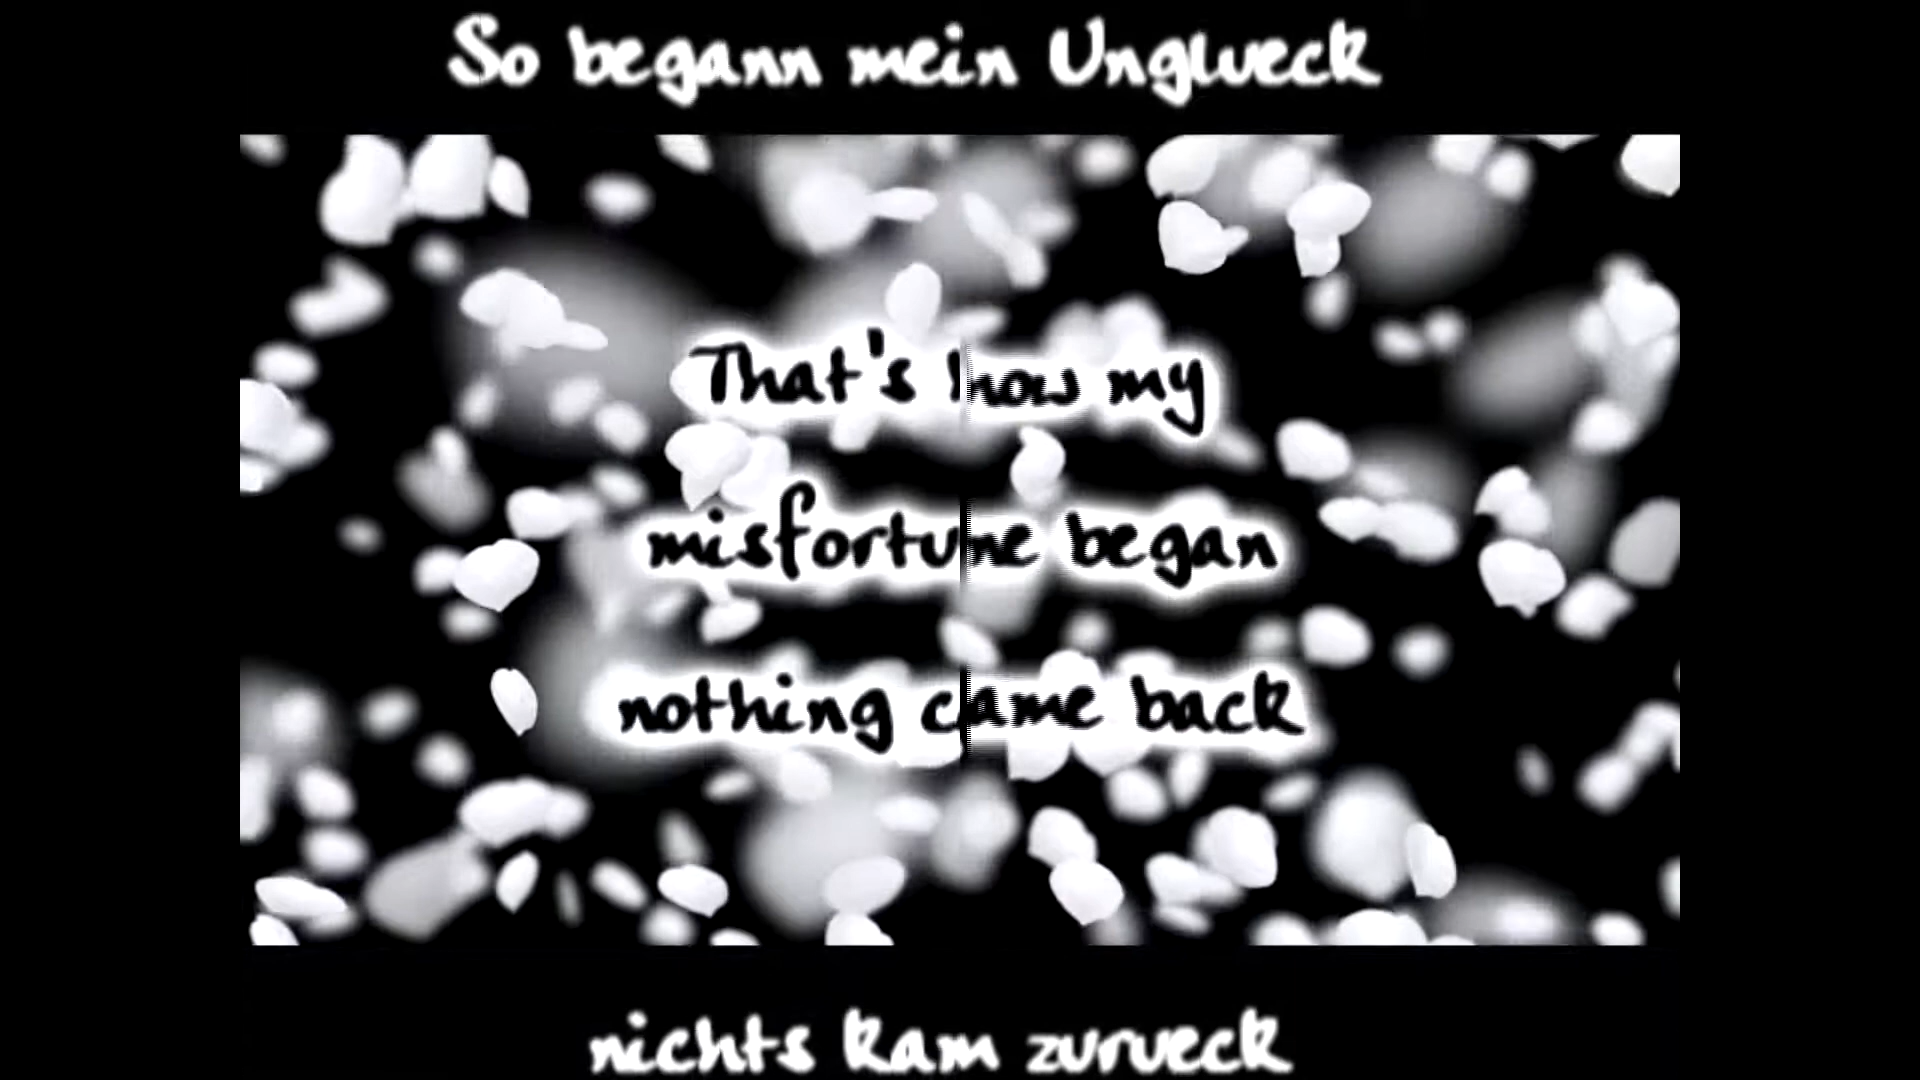 So begann mein Unglueck
That's how my
misfortune began
nothing came back
nichts kam zurueck